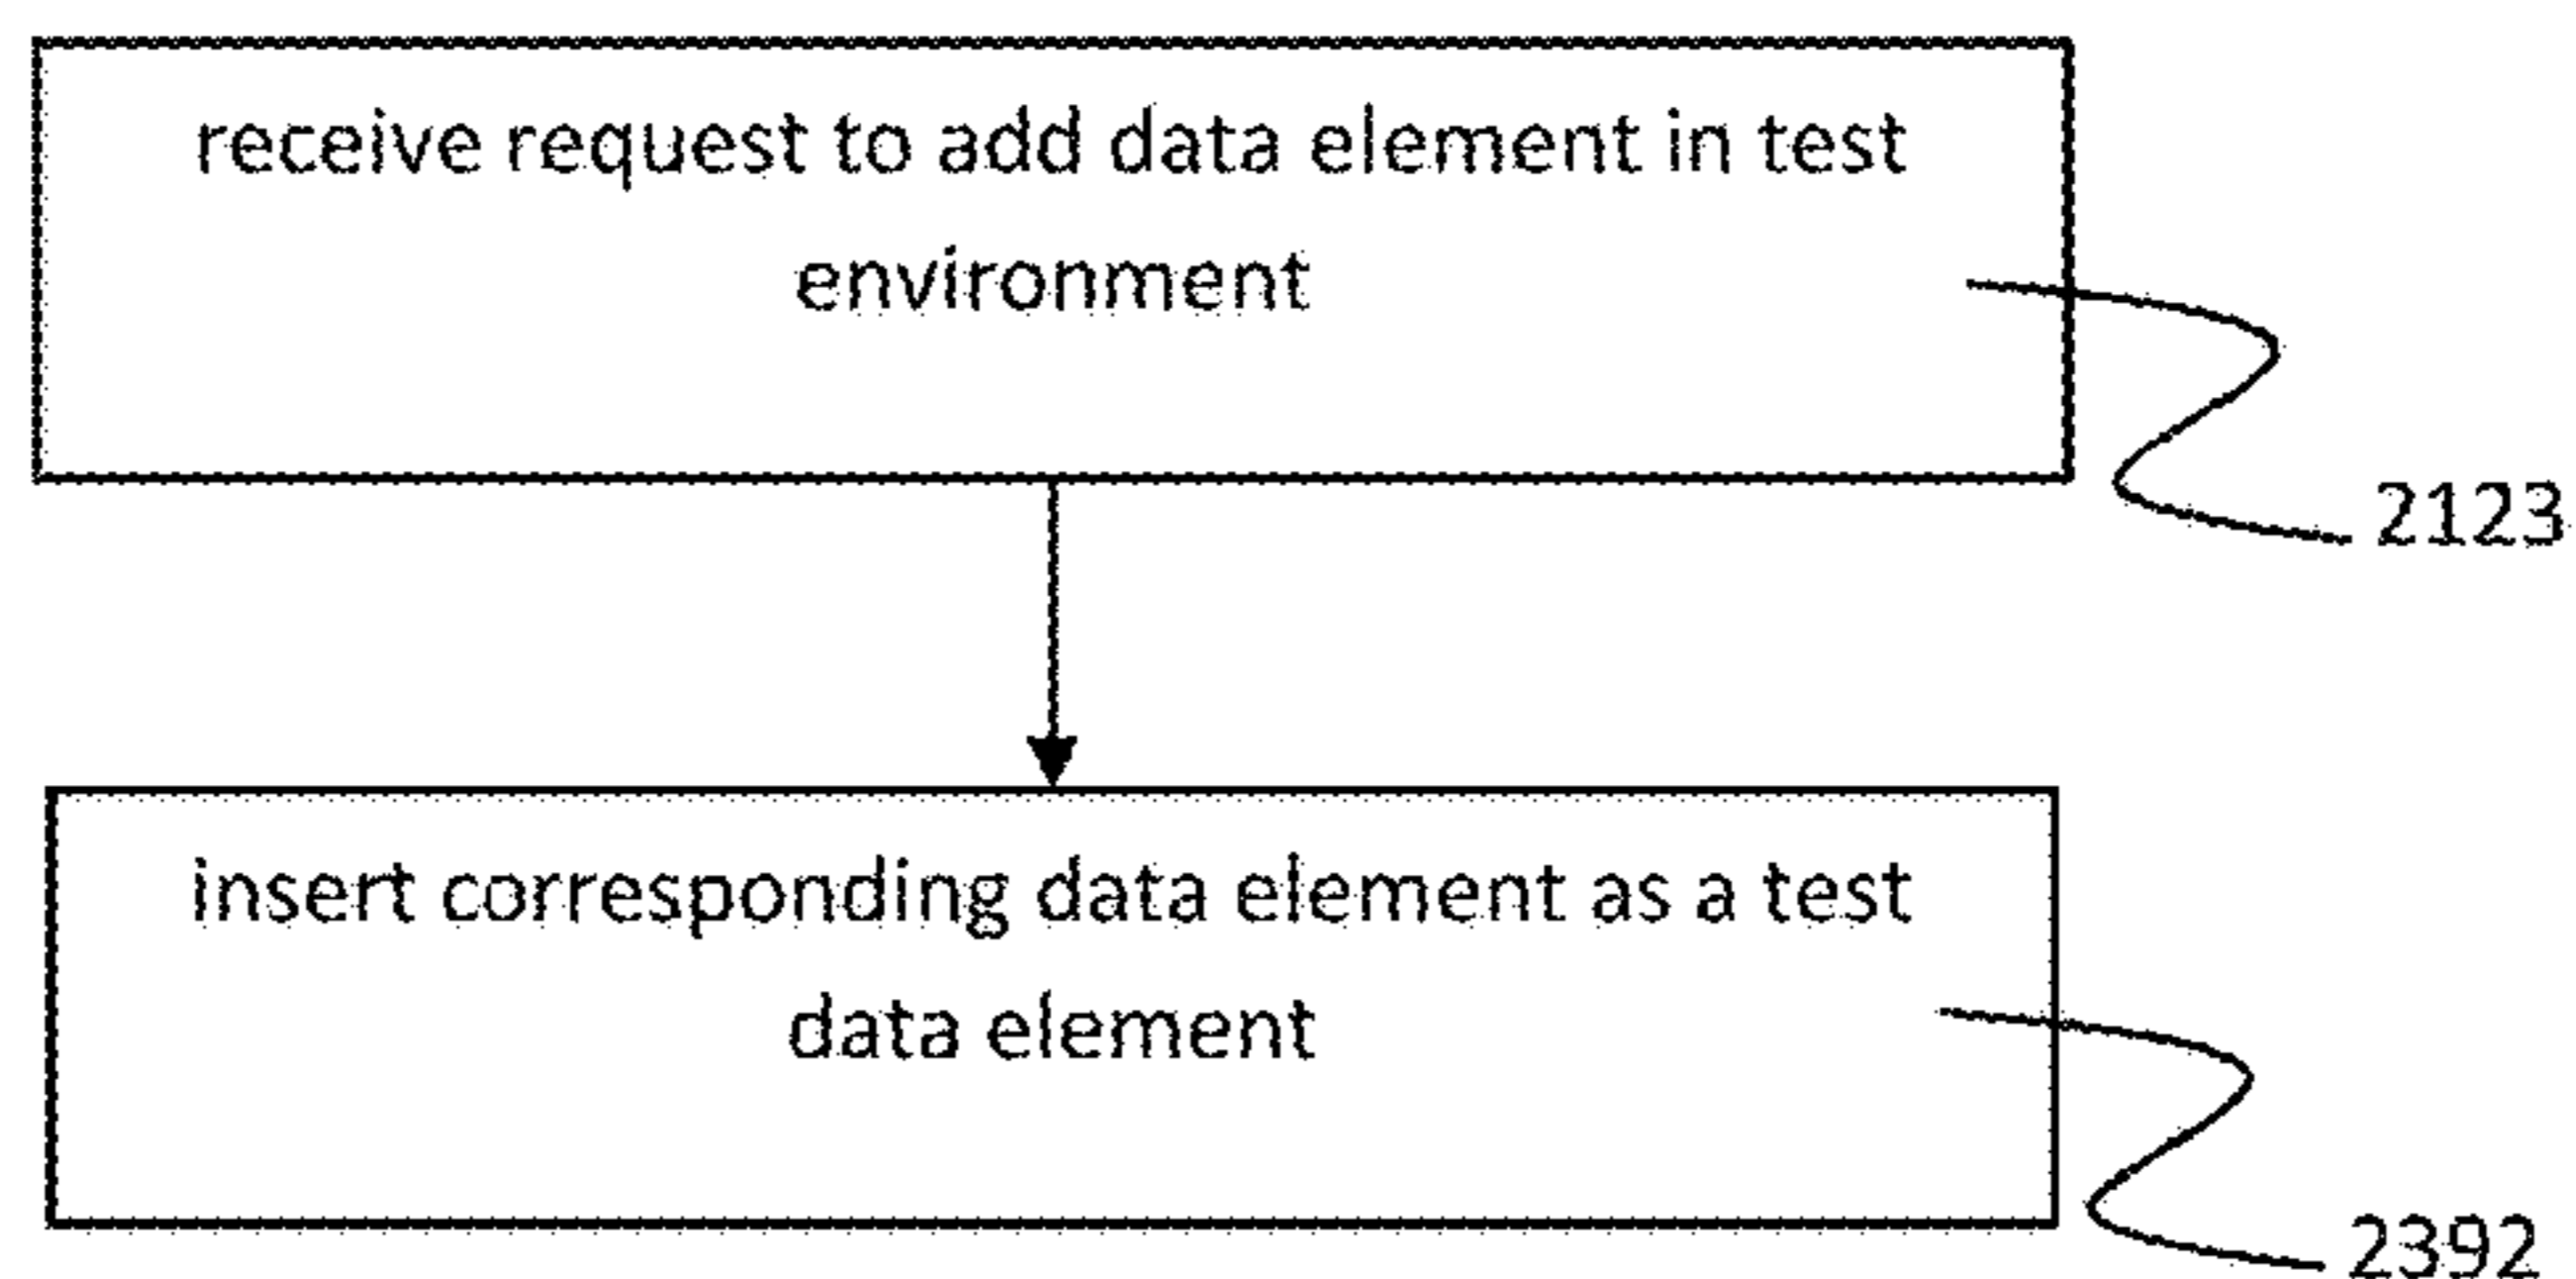 receive request to add data element in test
environment
2123
insert corresponding data element as a test
data element
2392